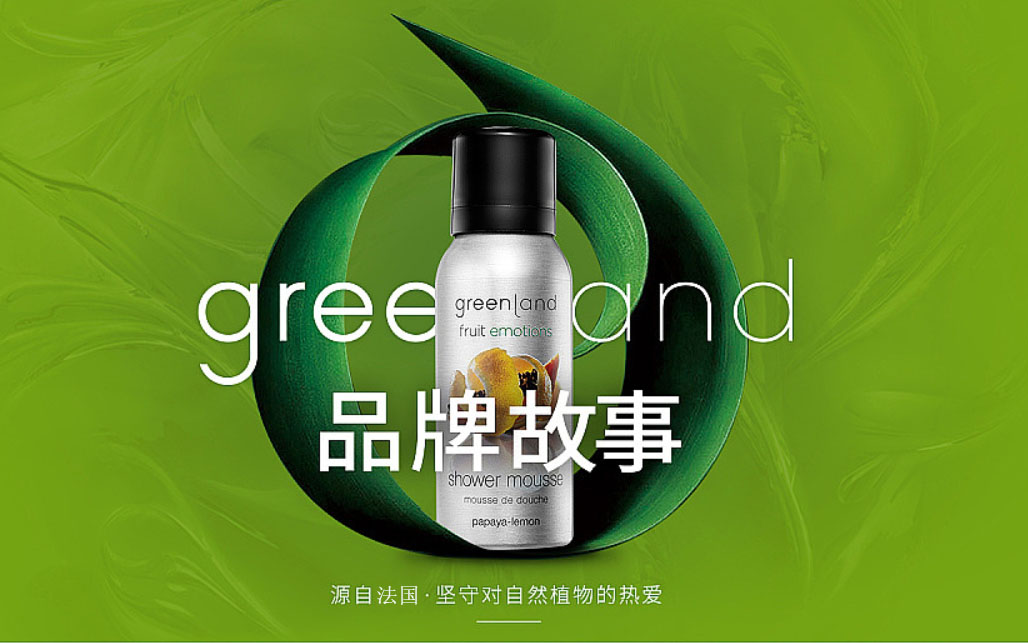 greenland
greenland
fruit emotions
品牌故事
shower mousse
mousse de douche
papaya-lemon
源自法国·坚守对自然植物的热爱